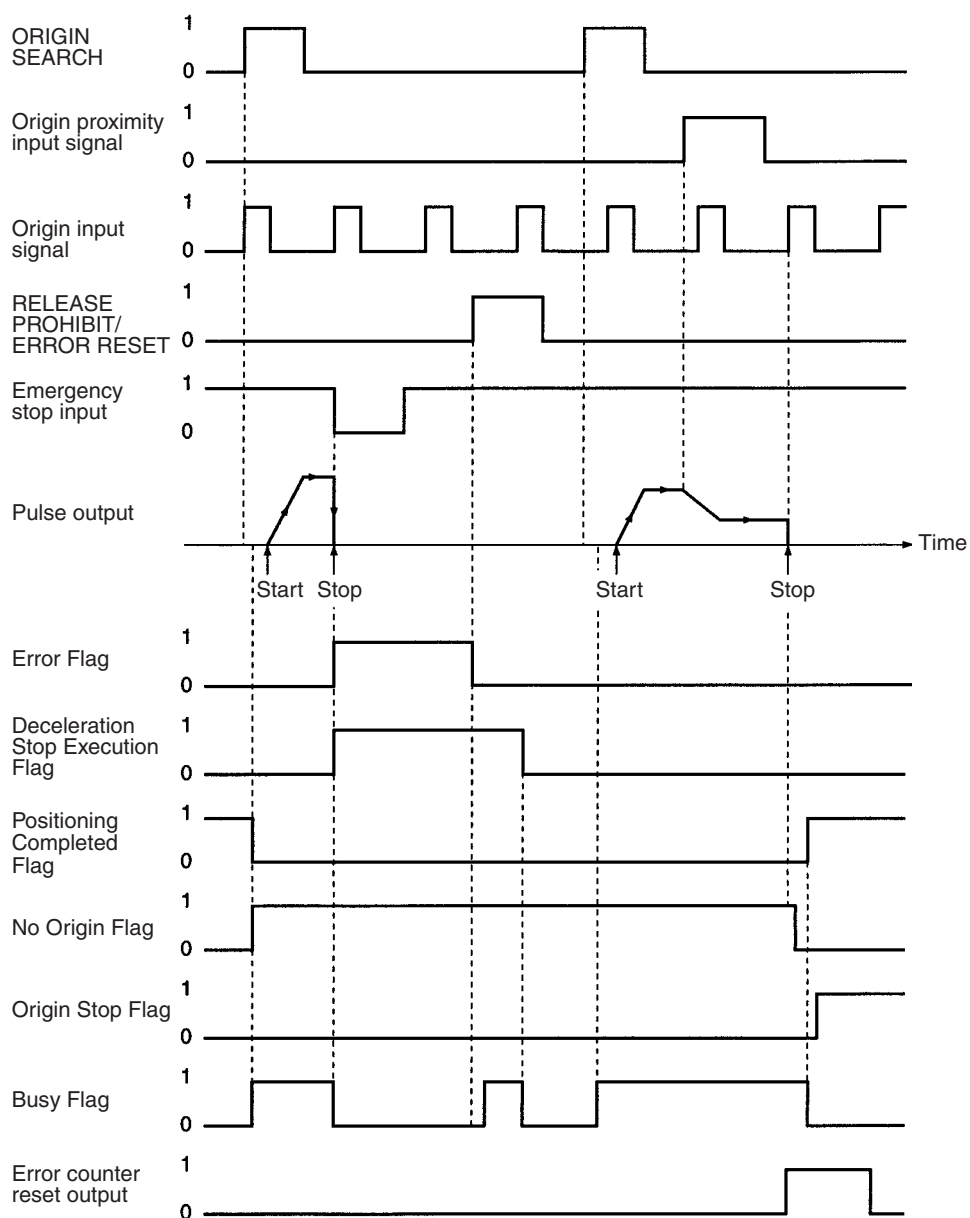 1
ORIGIN
SEARCH
0
1
Origin proximity
input signal
0
1
Origin input
signal
0
1
RELEASE
PROHIBIT/
ERROR RESET
0
1
Emergency
stop input
0
Pulse output
Time
Start Stop Start Stop
1
Error Flag
0
1
Deceleration
Stop Execution
Flag
0
1
Positioning
Completed
Flag
0
1
No Origin Flag
0
1
Origin Stop Flag
0
1
Busy Flag
0
1
Error counter
reset output
0